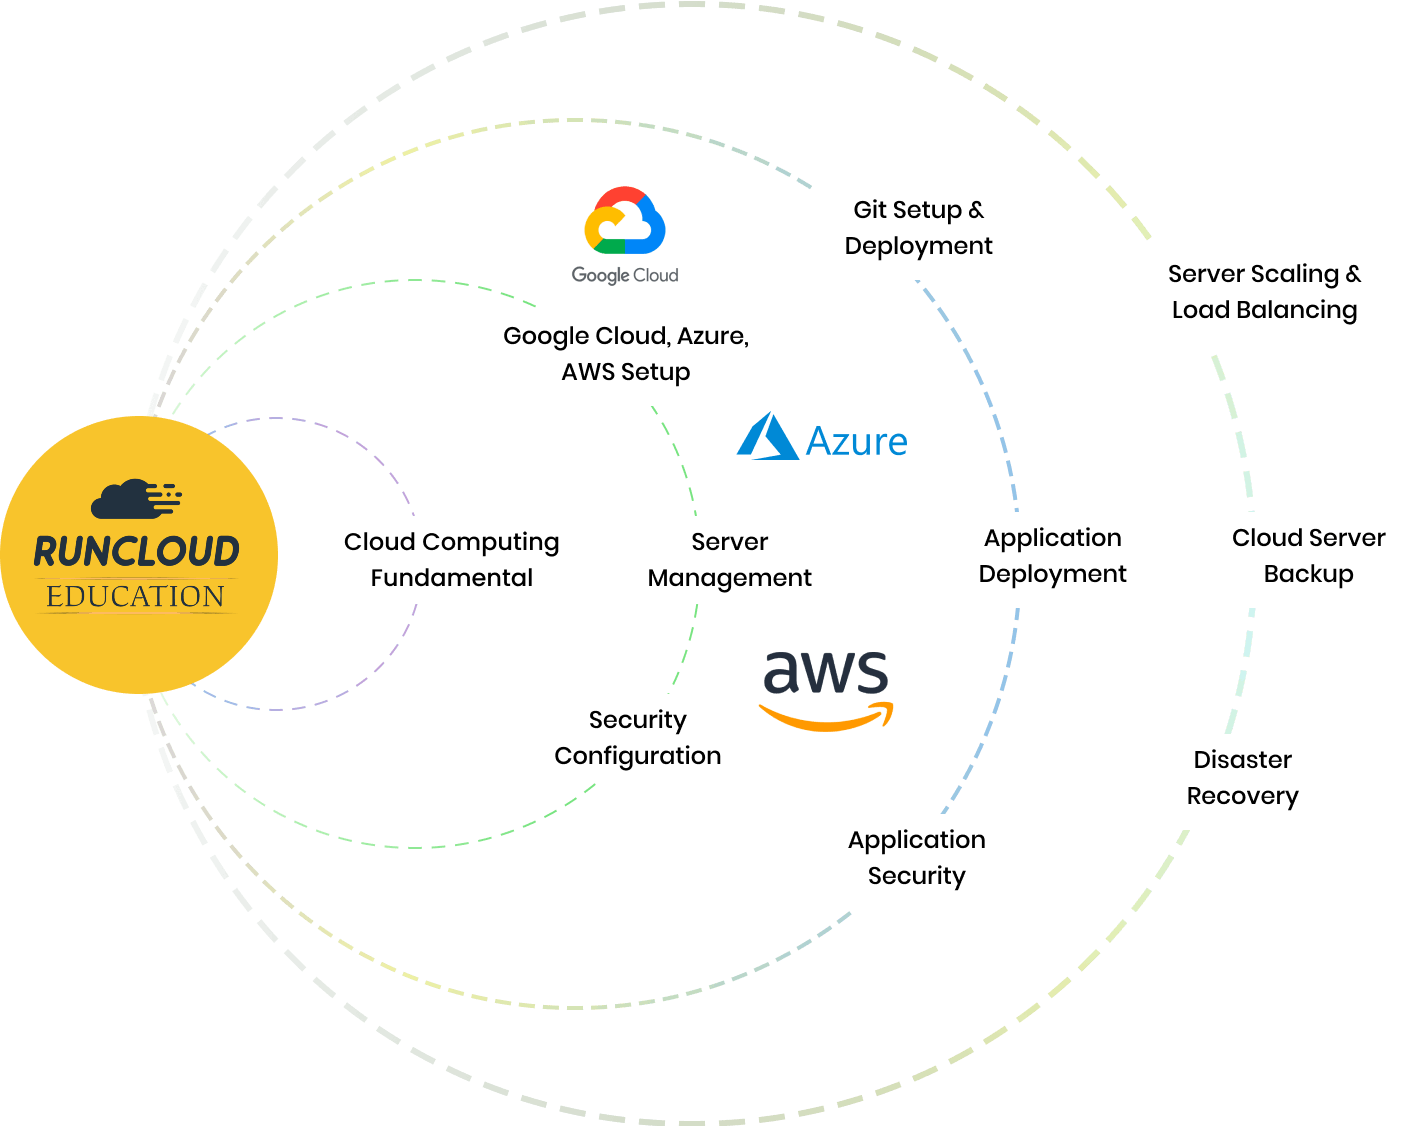 RUNCLOUD
EDUCATION
Cloud Computing
Fundamental
Google Cloud
Google Cloud, Azure,
AWS Setup
Server
Management
Security
Configuration
Azure
aws
Git Setup &
Deployment
Application
Deployment
Application
Security
Server Scaling &
Load Balancing
Cloud Server
Backup
Disaster
Recovery